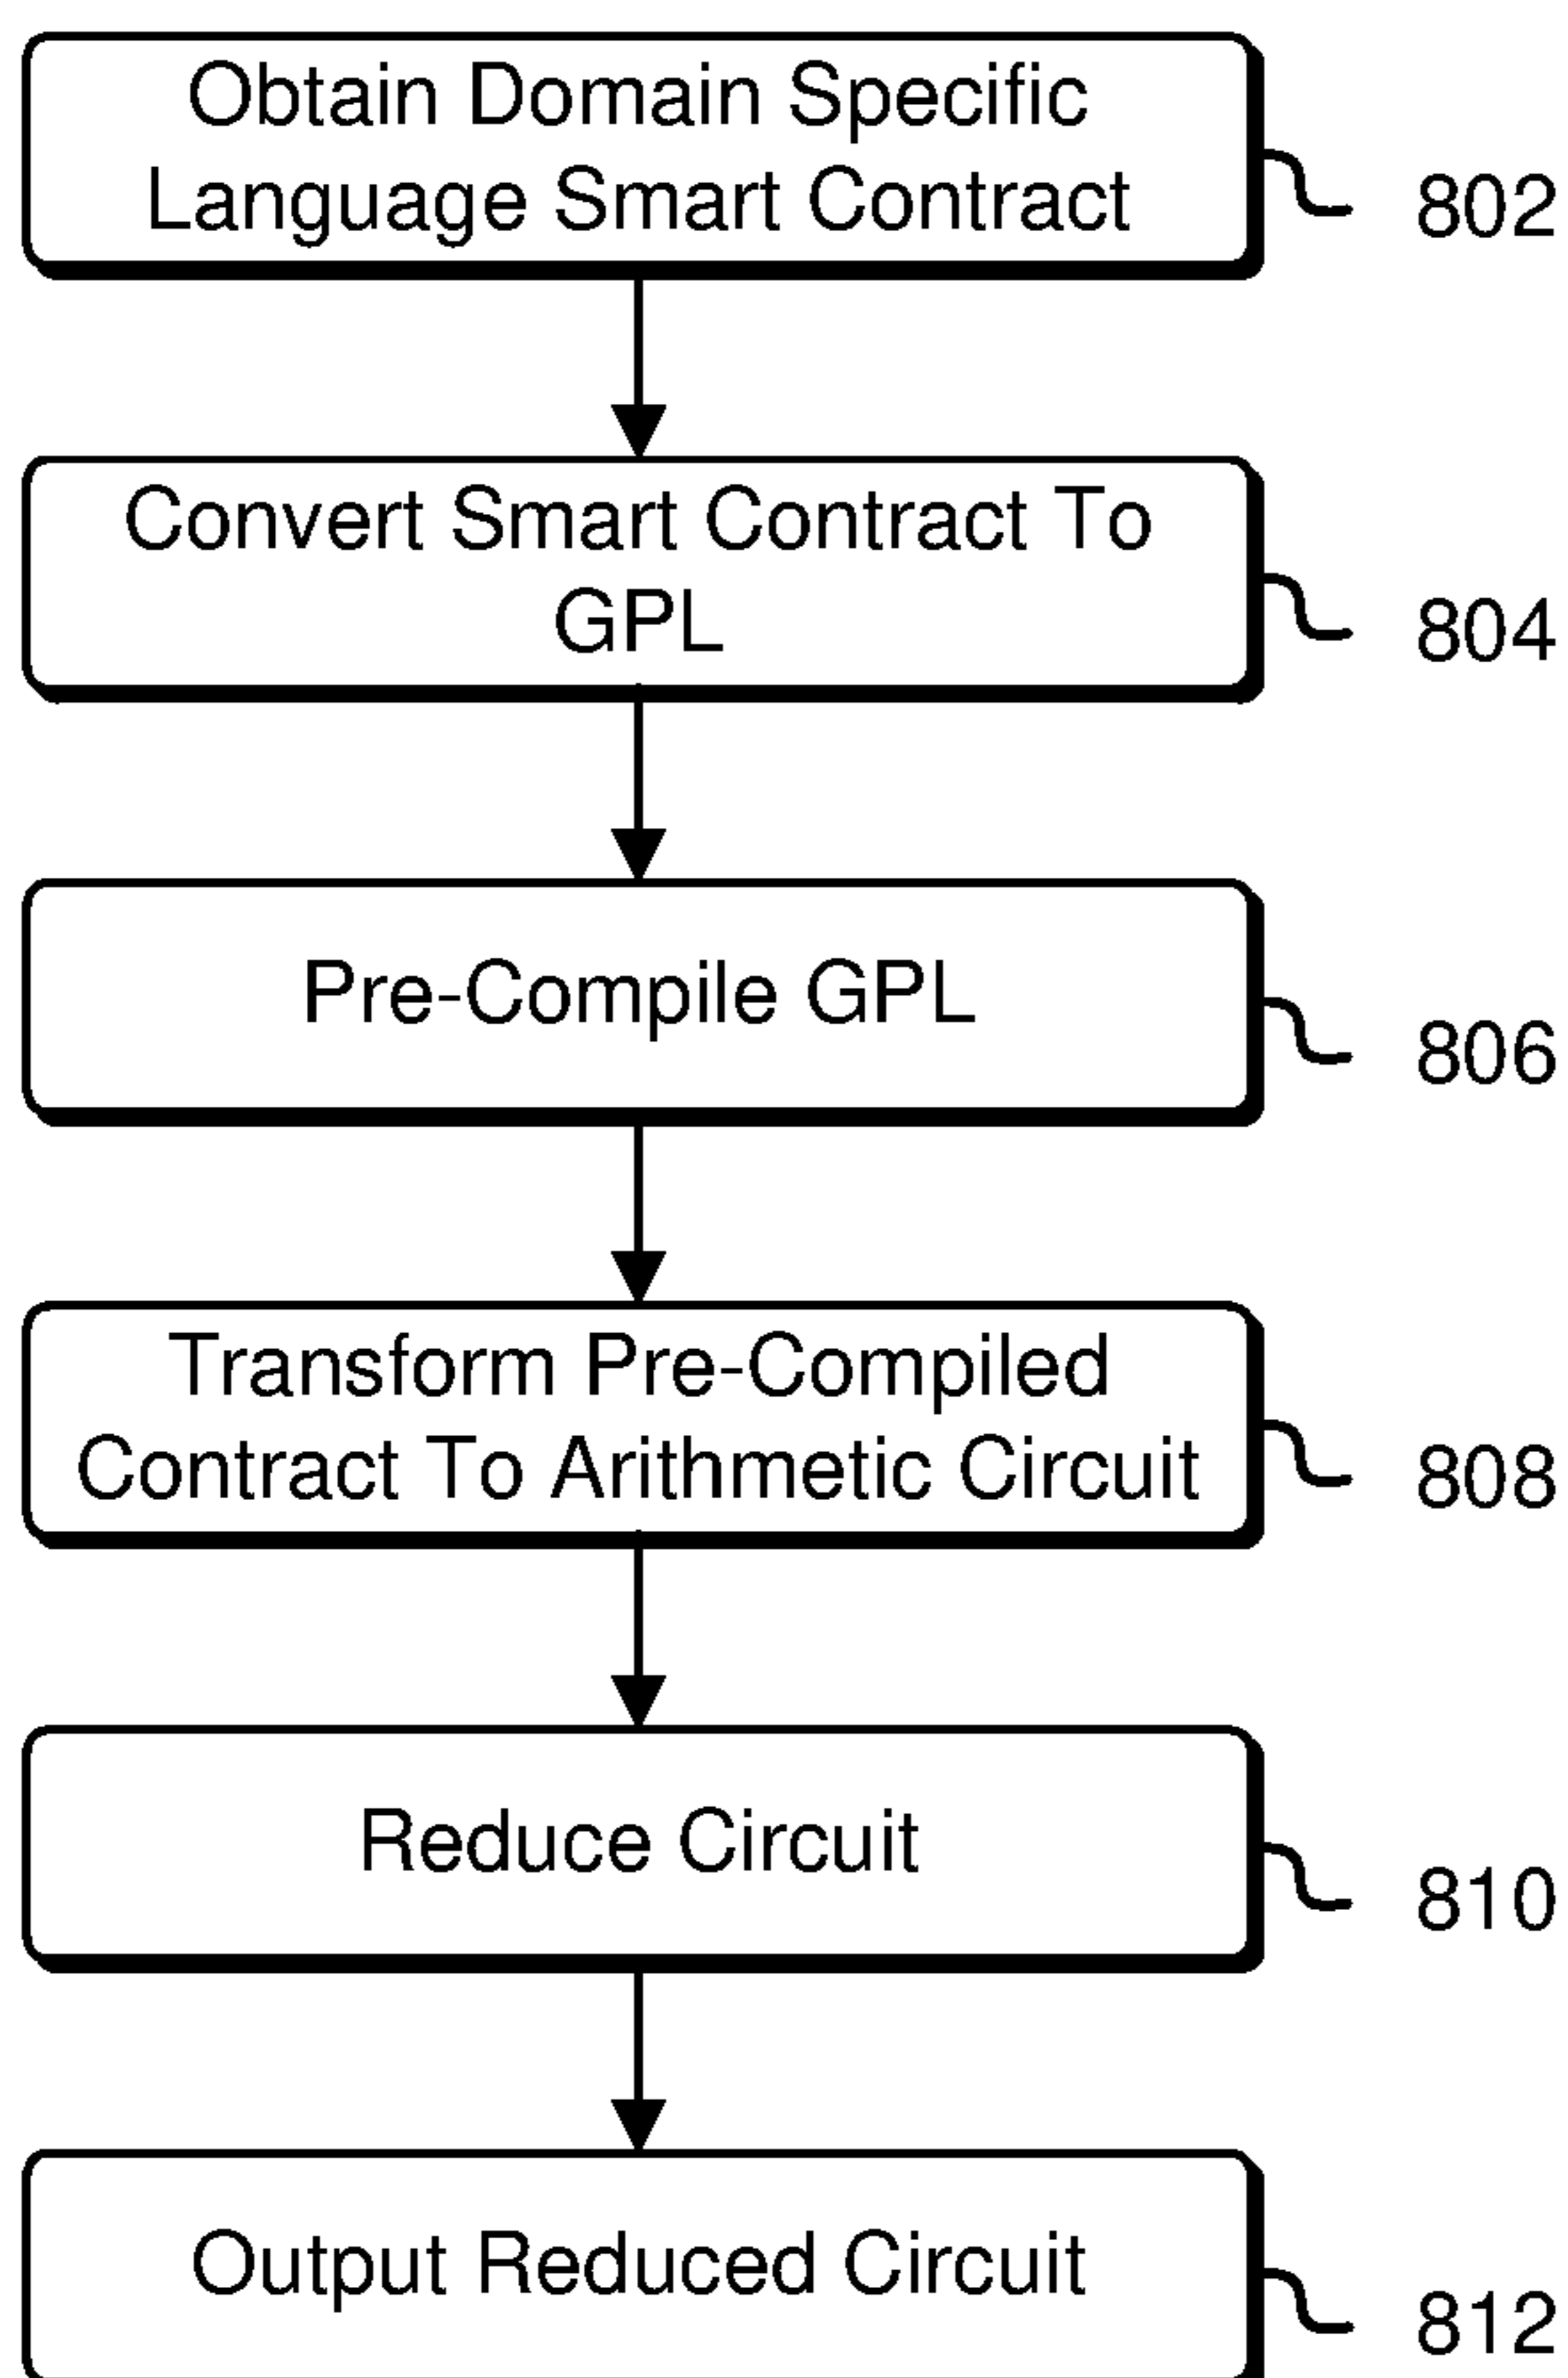 Obtain Domain Specific
Language Smart Contract
802
Convert Smart Contract To
GPL
804
Pre-Compile GPL
806
Transform Pre-Compiled
Contract To Arithmetic Circuit
808
Reduce Circuit
810
Output Reduced Circuit
812